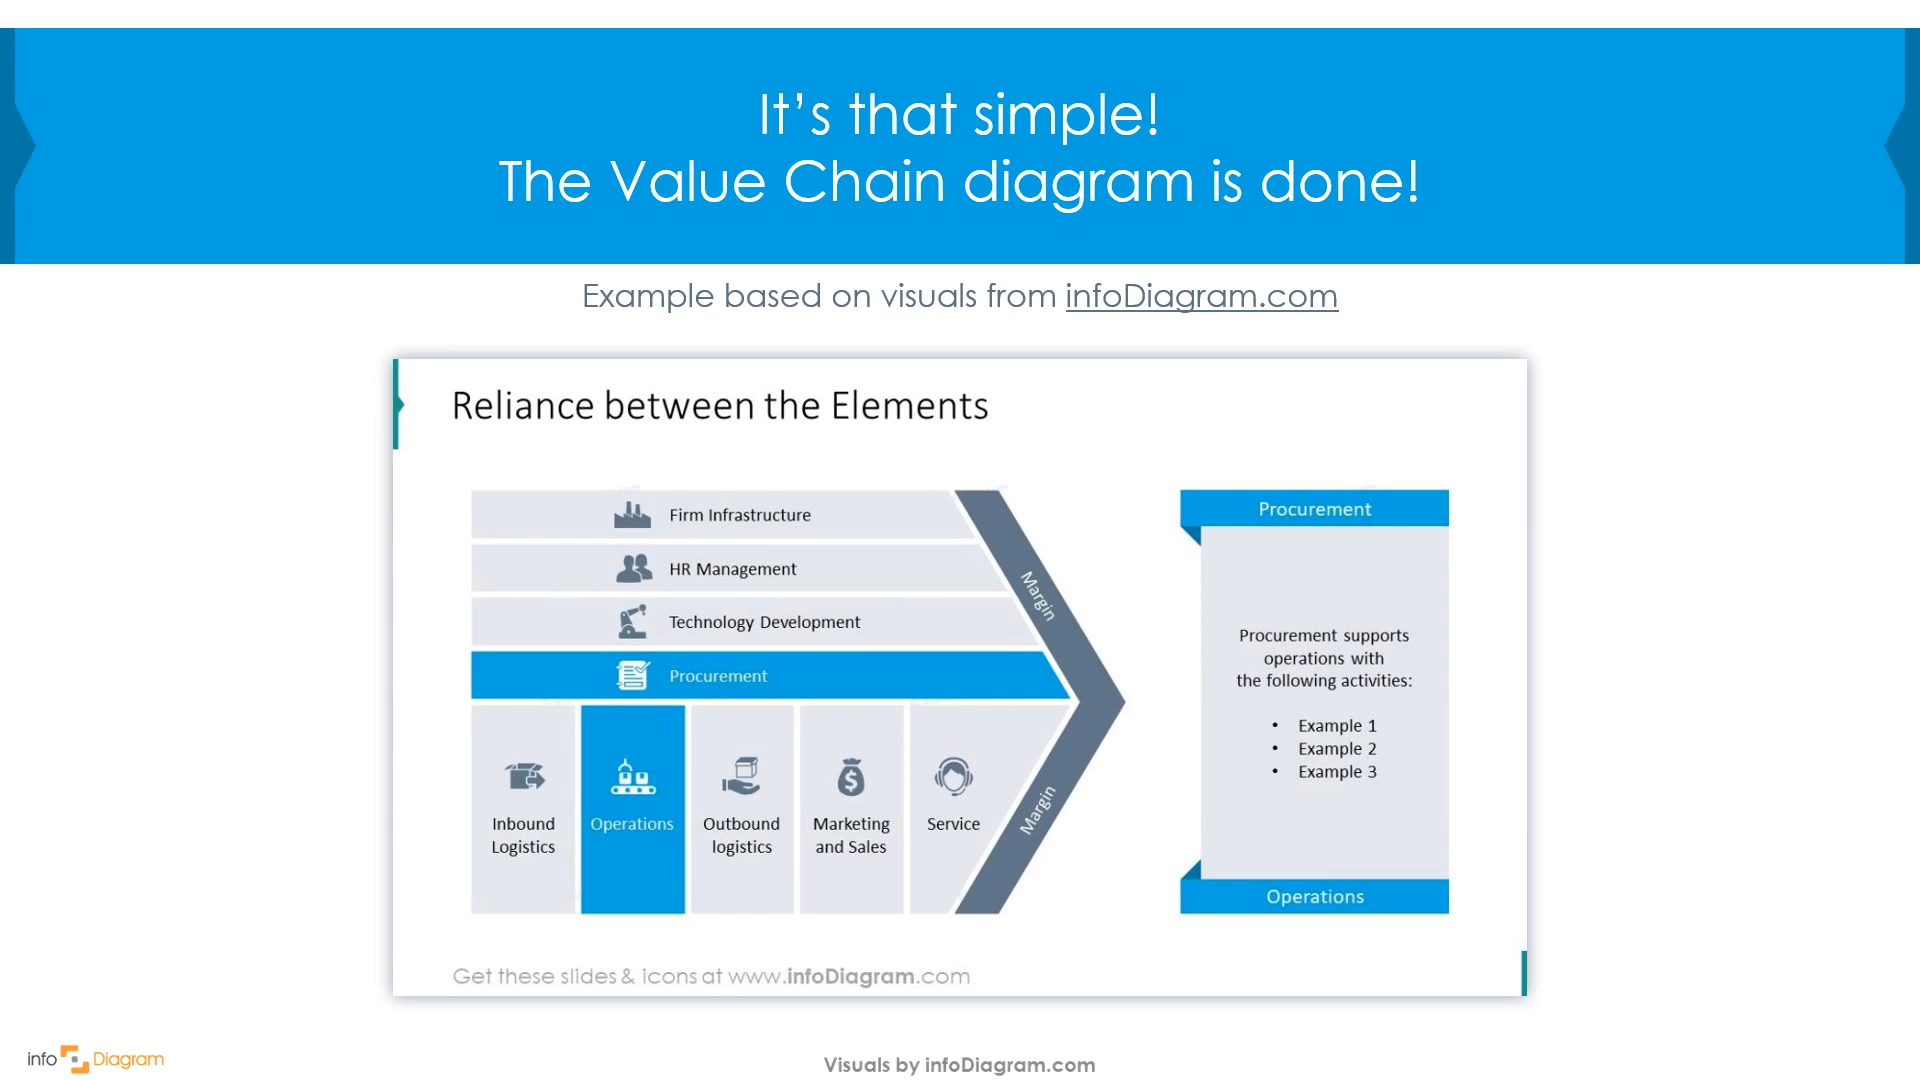 It’s that simple!
The Value Chain diagram is done!
Example based on visuals from infoDiagram.com
Reliance between the Elements
Firm Infrastructure
HR Management
Technology Development
Procurement
Inbound
Logistics
Operations
Outbound
logistics
Marketing
and Sales
Service
Margin
Margin
Procurement
Procurement supports
operations with
the following activities:
• Example 1
• Example 2
• Example 3
Operations
Get these slides & icons at www.infoDiagram.com
info Diagram
Visuals by infoDiagram.com